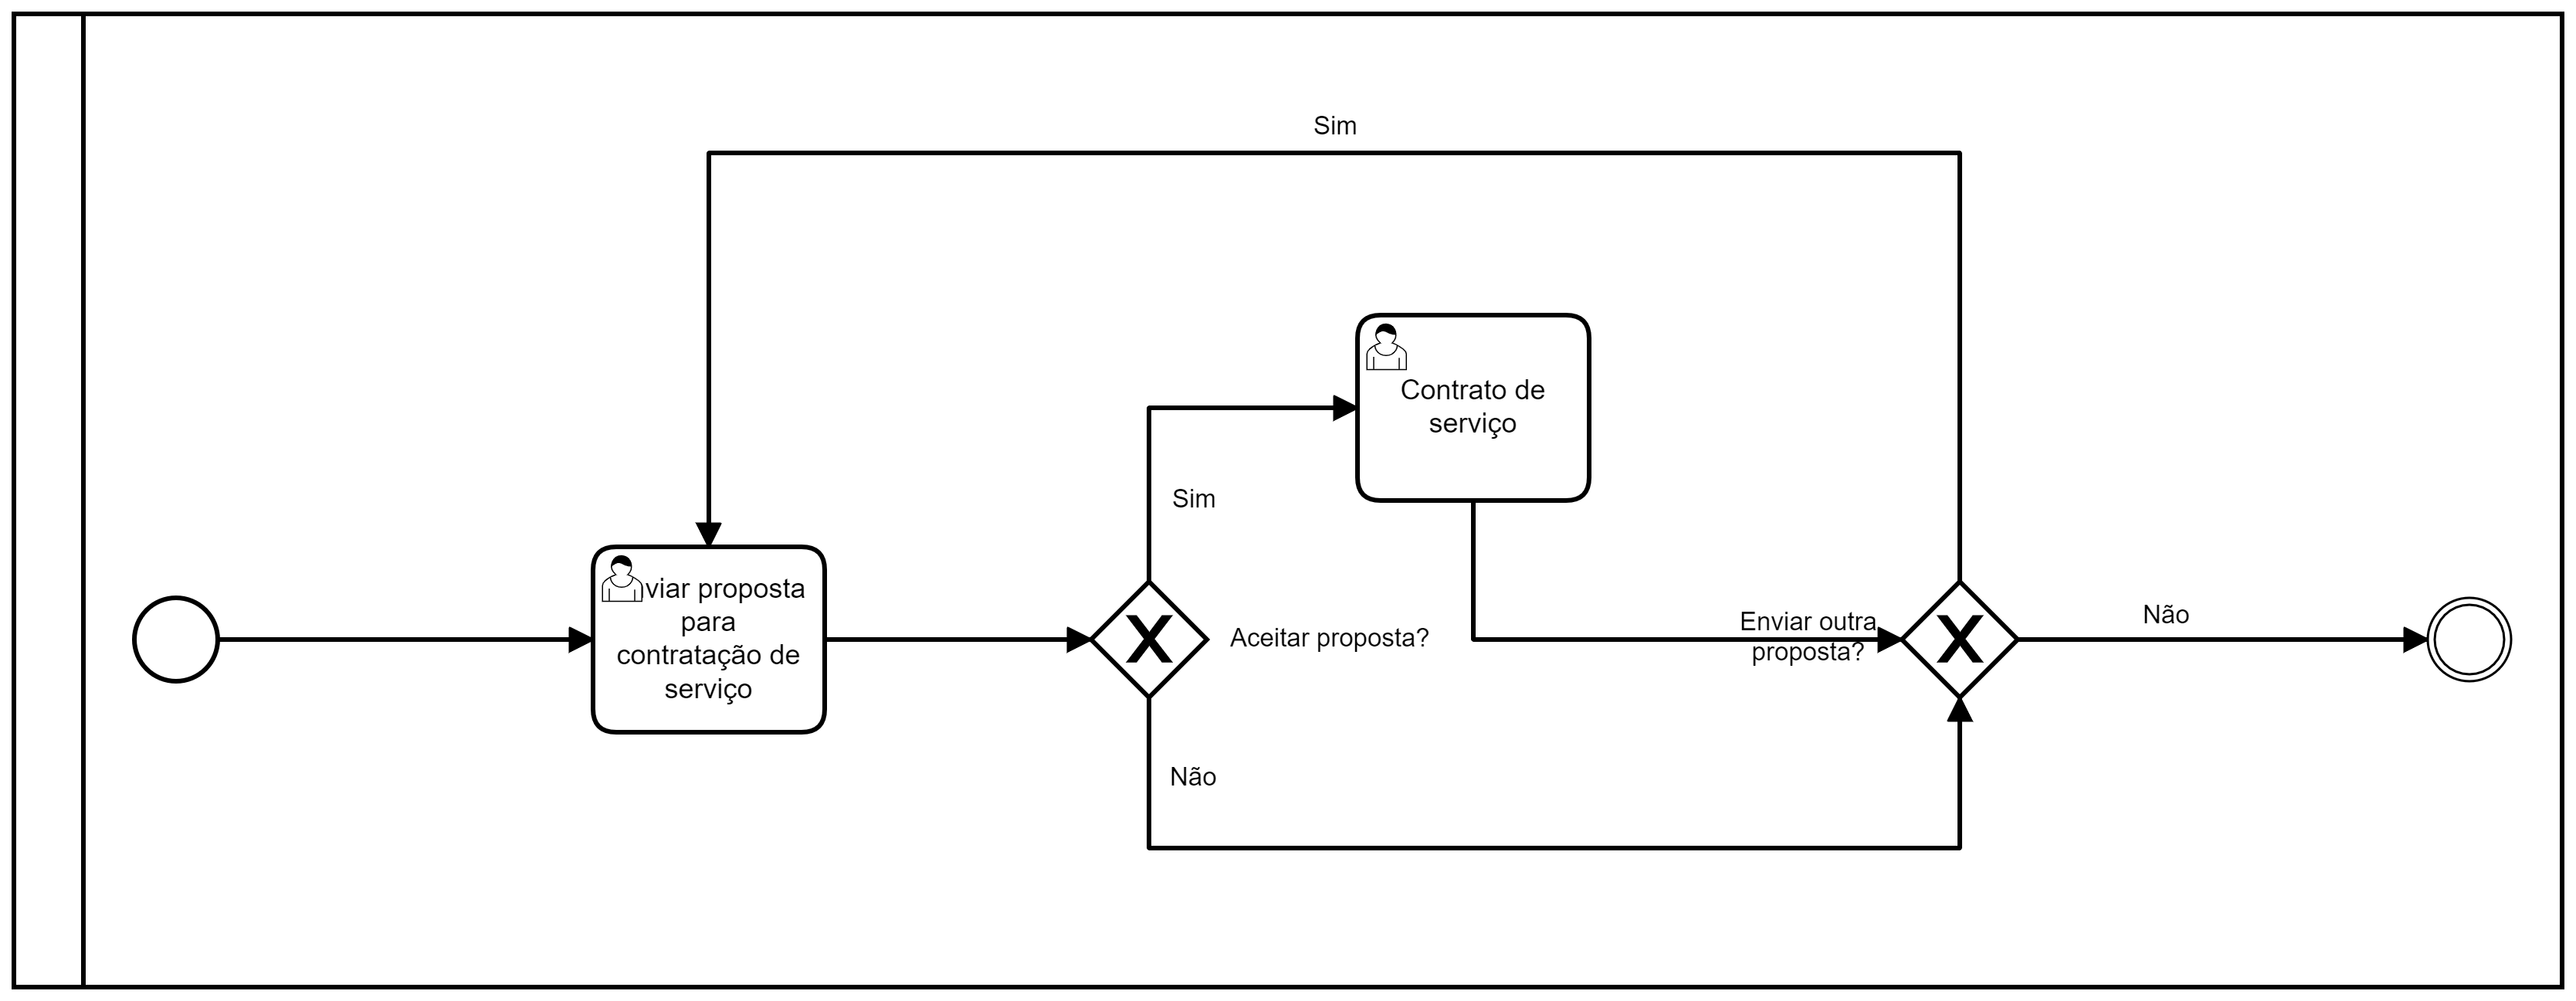 Sim
Contrato de
serviço
Sim
viar proposta
para
contratação de
serviço
Aceitar proposta?
Enviar outra
proposta?
Não
Não